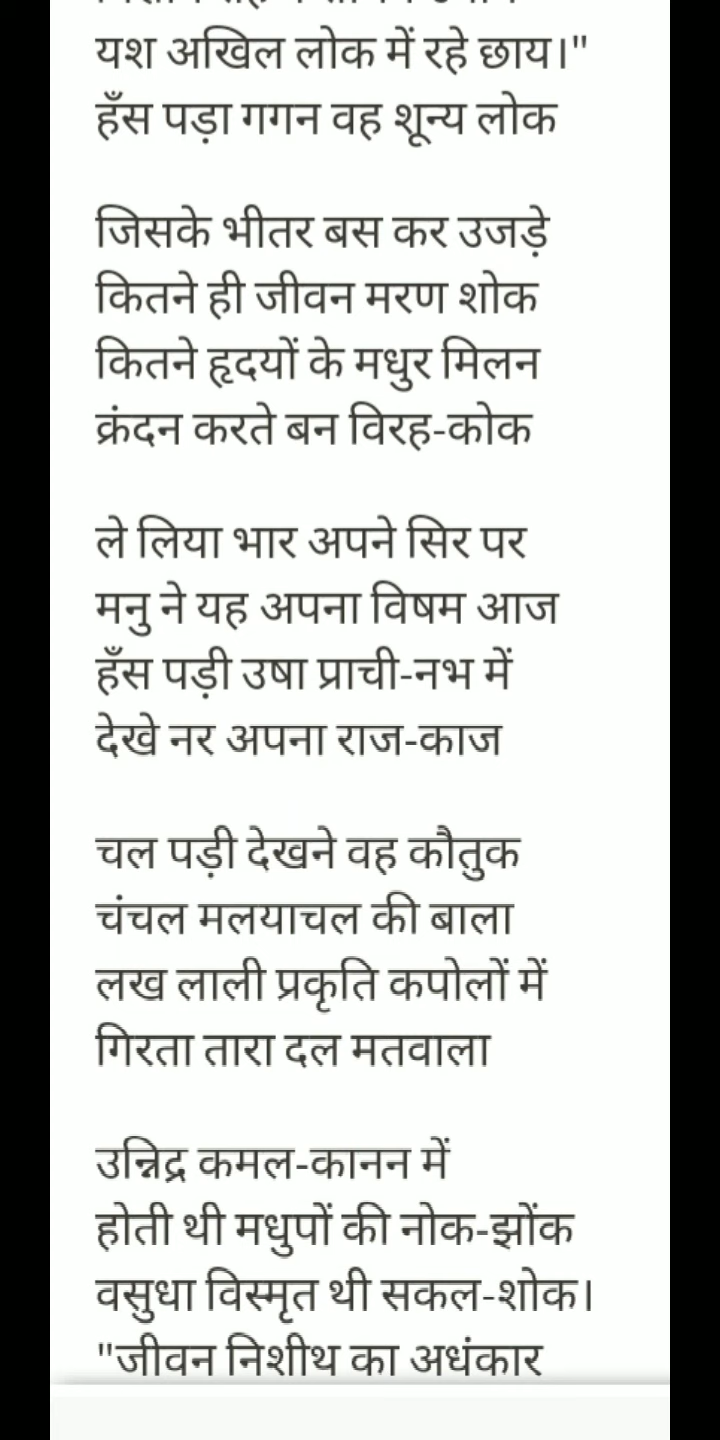 यश अखिल लोक में रहे छाय।"
हँस पड़ा गगन वह शून्य लोक
जिसके भीतर बस कर उजड़े
कितने ही जीवन मरण शोक
कितने हृदयों के मधुर मिलन
क्रंदन करते बन विरह-कोक
ले लिया भार अपने सिर पर
मनु ने यह अपना विषम आज
हँस पड़ी उषा प्राची-नभ में
देखे नर अपना राज-काज
चल पड़ी देखने वह कौतुक
चंचल मलयाचल की बाला
लख लाली प्रकृति कपोलों में
गिरता तारा दल मतवाला
उन्निद्र कमल-कानन में
होती थी मधुपों की नोक-झोंक
वसुधा विस्मृत थी सकल-शोक।
"जीवन निशीथ का अधंकार